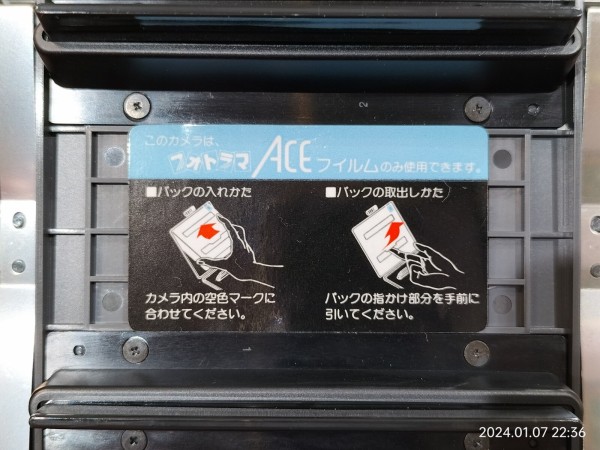 このカメラは、
フォトラマ ACE フイルムのみ使用できます。
■パックの入れかた
カメラ内の空色マークに
合わせてください。
■パックの取出しかた
パックの指かけ部分を手前に
引いてください。
2
1
2024.01.07 22:36